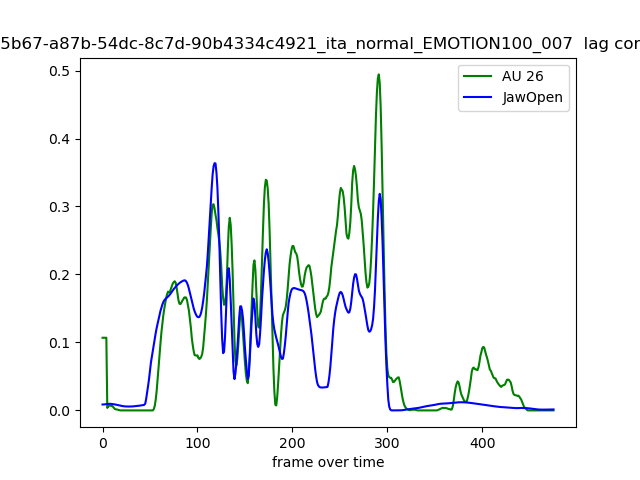 5b67-a87b-54dc-8c7d-90b4334c4921_ita_normal_EMOTION100_007 lag cor
0.5
0.4
0.3
0.2
0.1
0.0
AU 26
JawOpen
0 100 200 300 400
frame over time